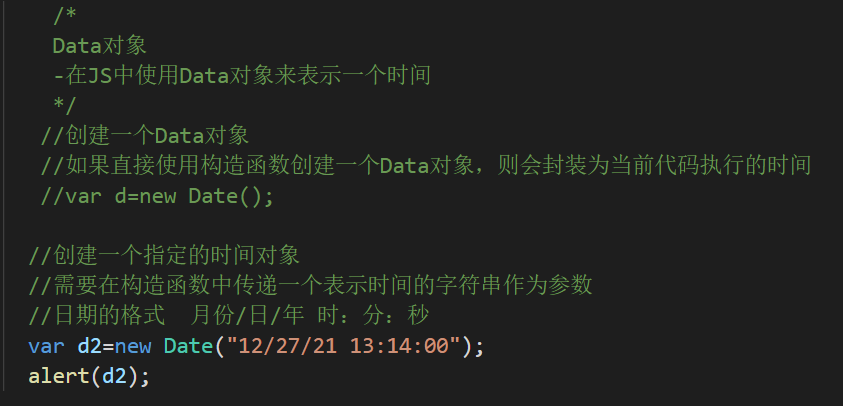 /*
Data对象
-在JS中使用Data对象来表示一个时间
*/
//创建一个Data对象
//如果直接使用构造函数创建一个Data对象，则会封装为当前代码执行的时间
//var d=new Date();
//创建一个指定的时间对象
//需要在构造函数中传递一个表示时间的字符串作为参数
//日期的格式  月份/日/年 时：分：秒
var d2=new Date("12/27/21 13:14:00");
alert(d2);